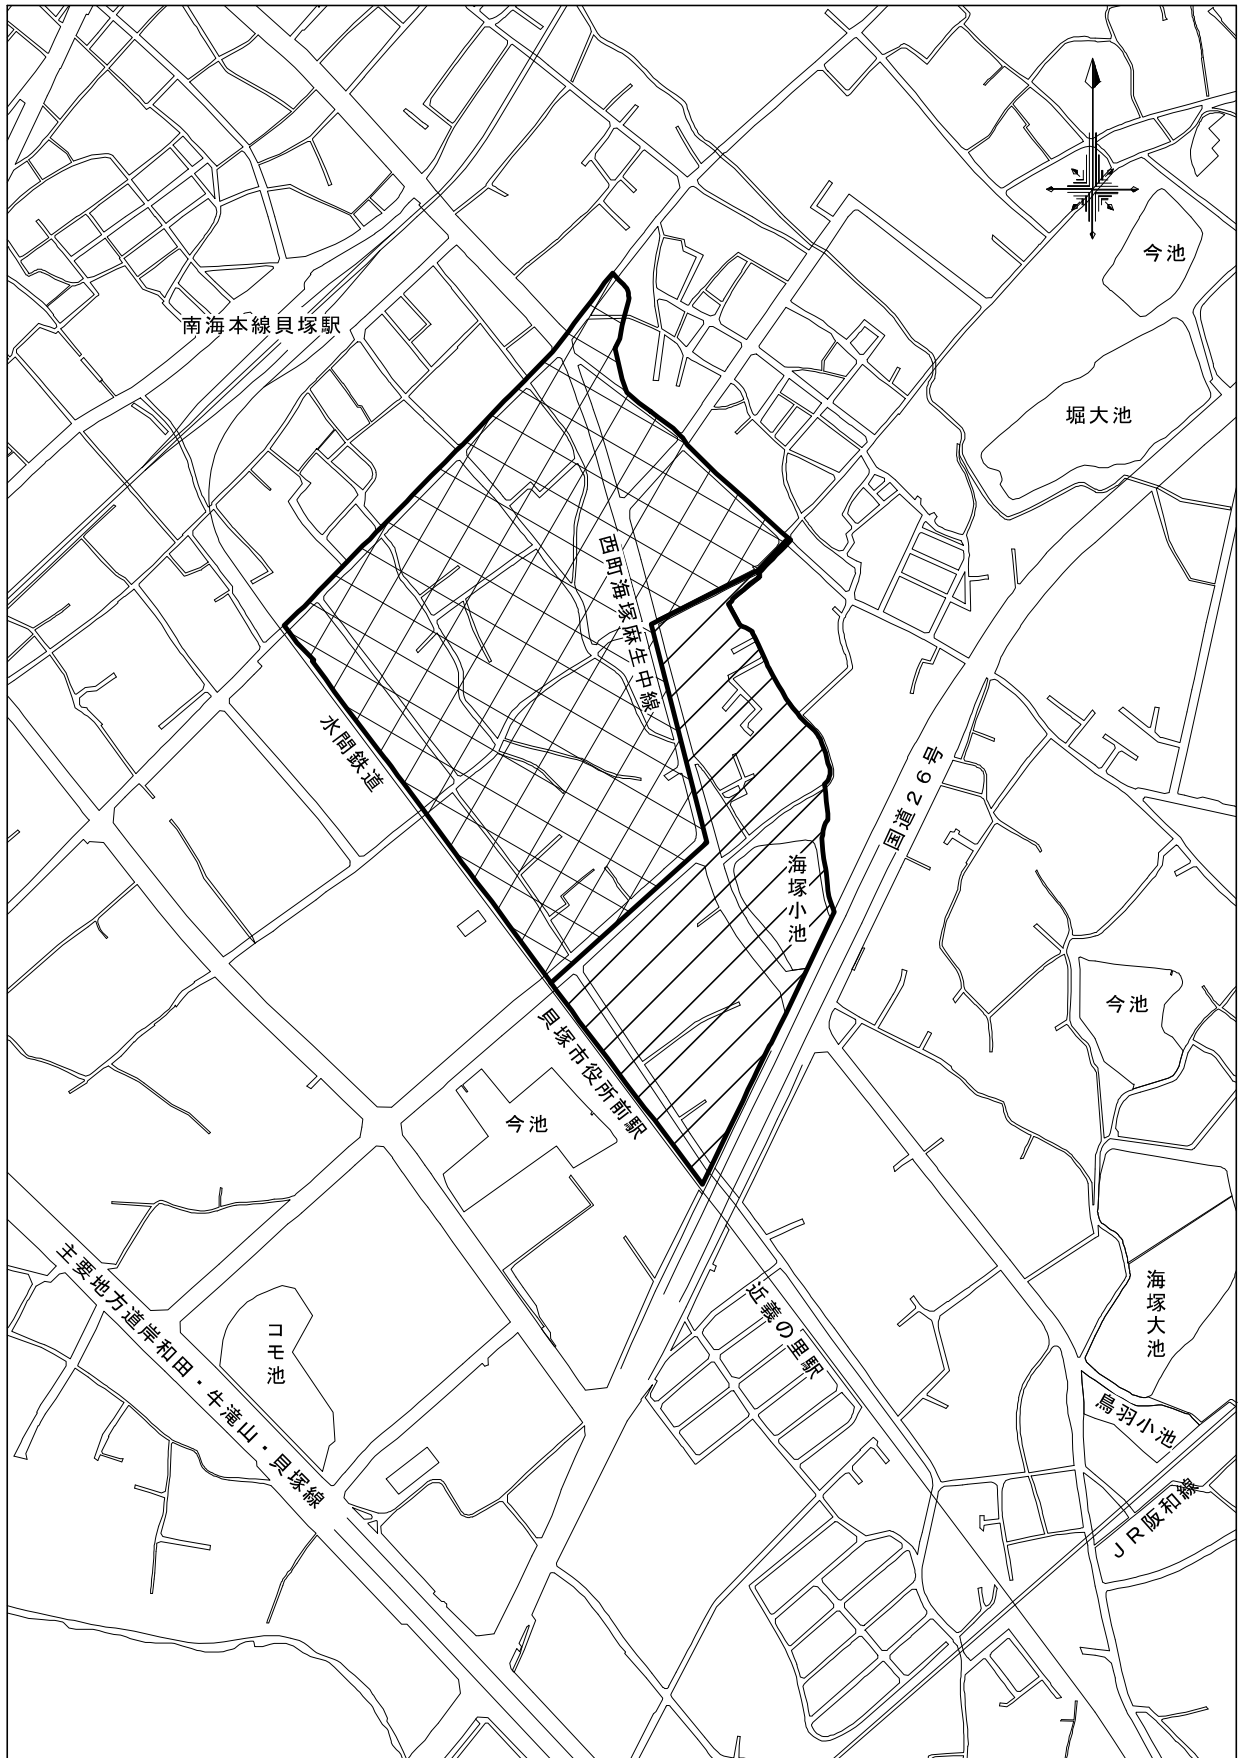 今池
南海本線貝塚駅
堀大池
西町海塚麻生中線
水間鉄道
国道26号
海塚小池
今池
貝塚市役所前駅
今池
主要地方道岸和田・牛滝山・貝塚線
コモ池
近義の里駅
海塚大池
鳥羽小池
JR阪和線